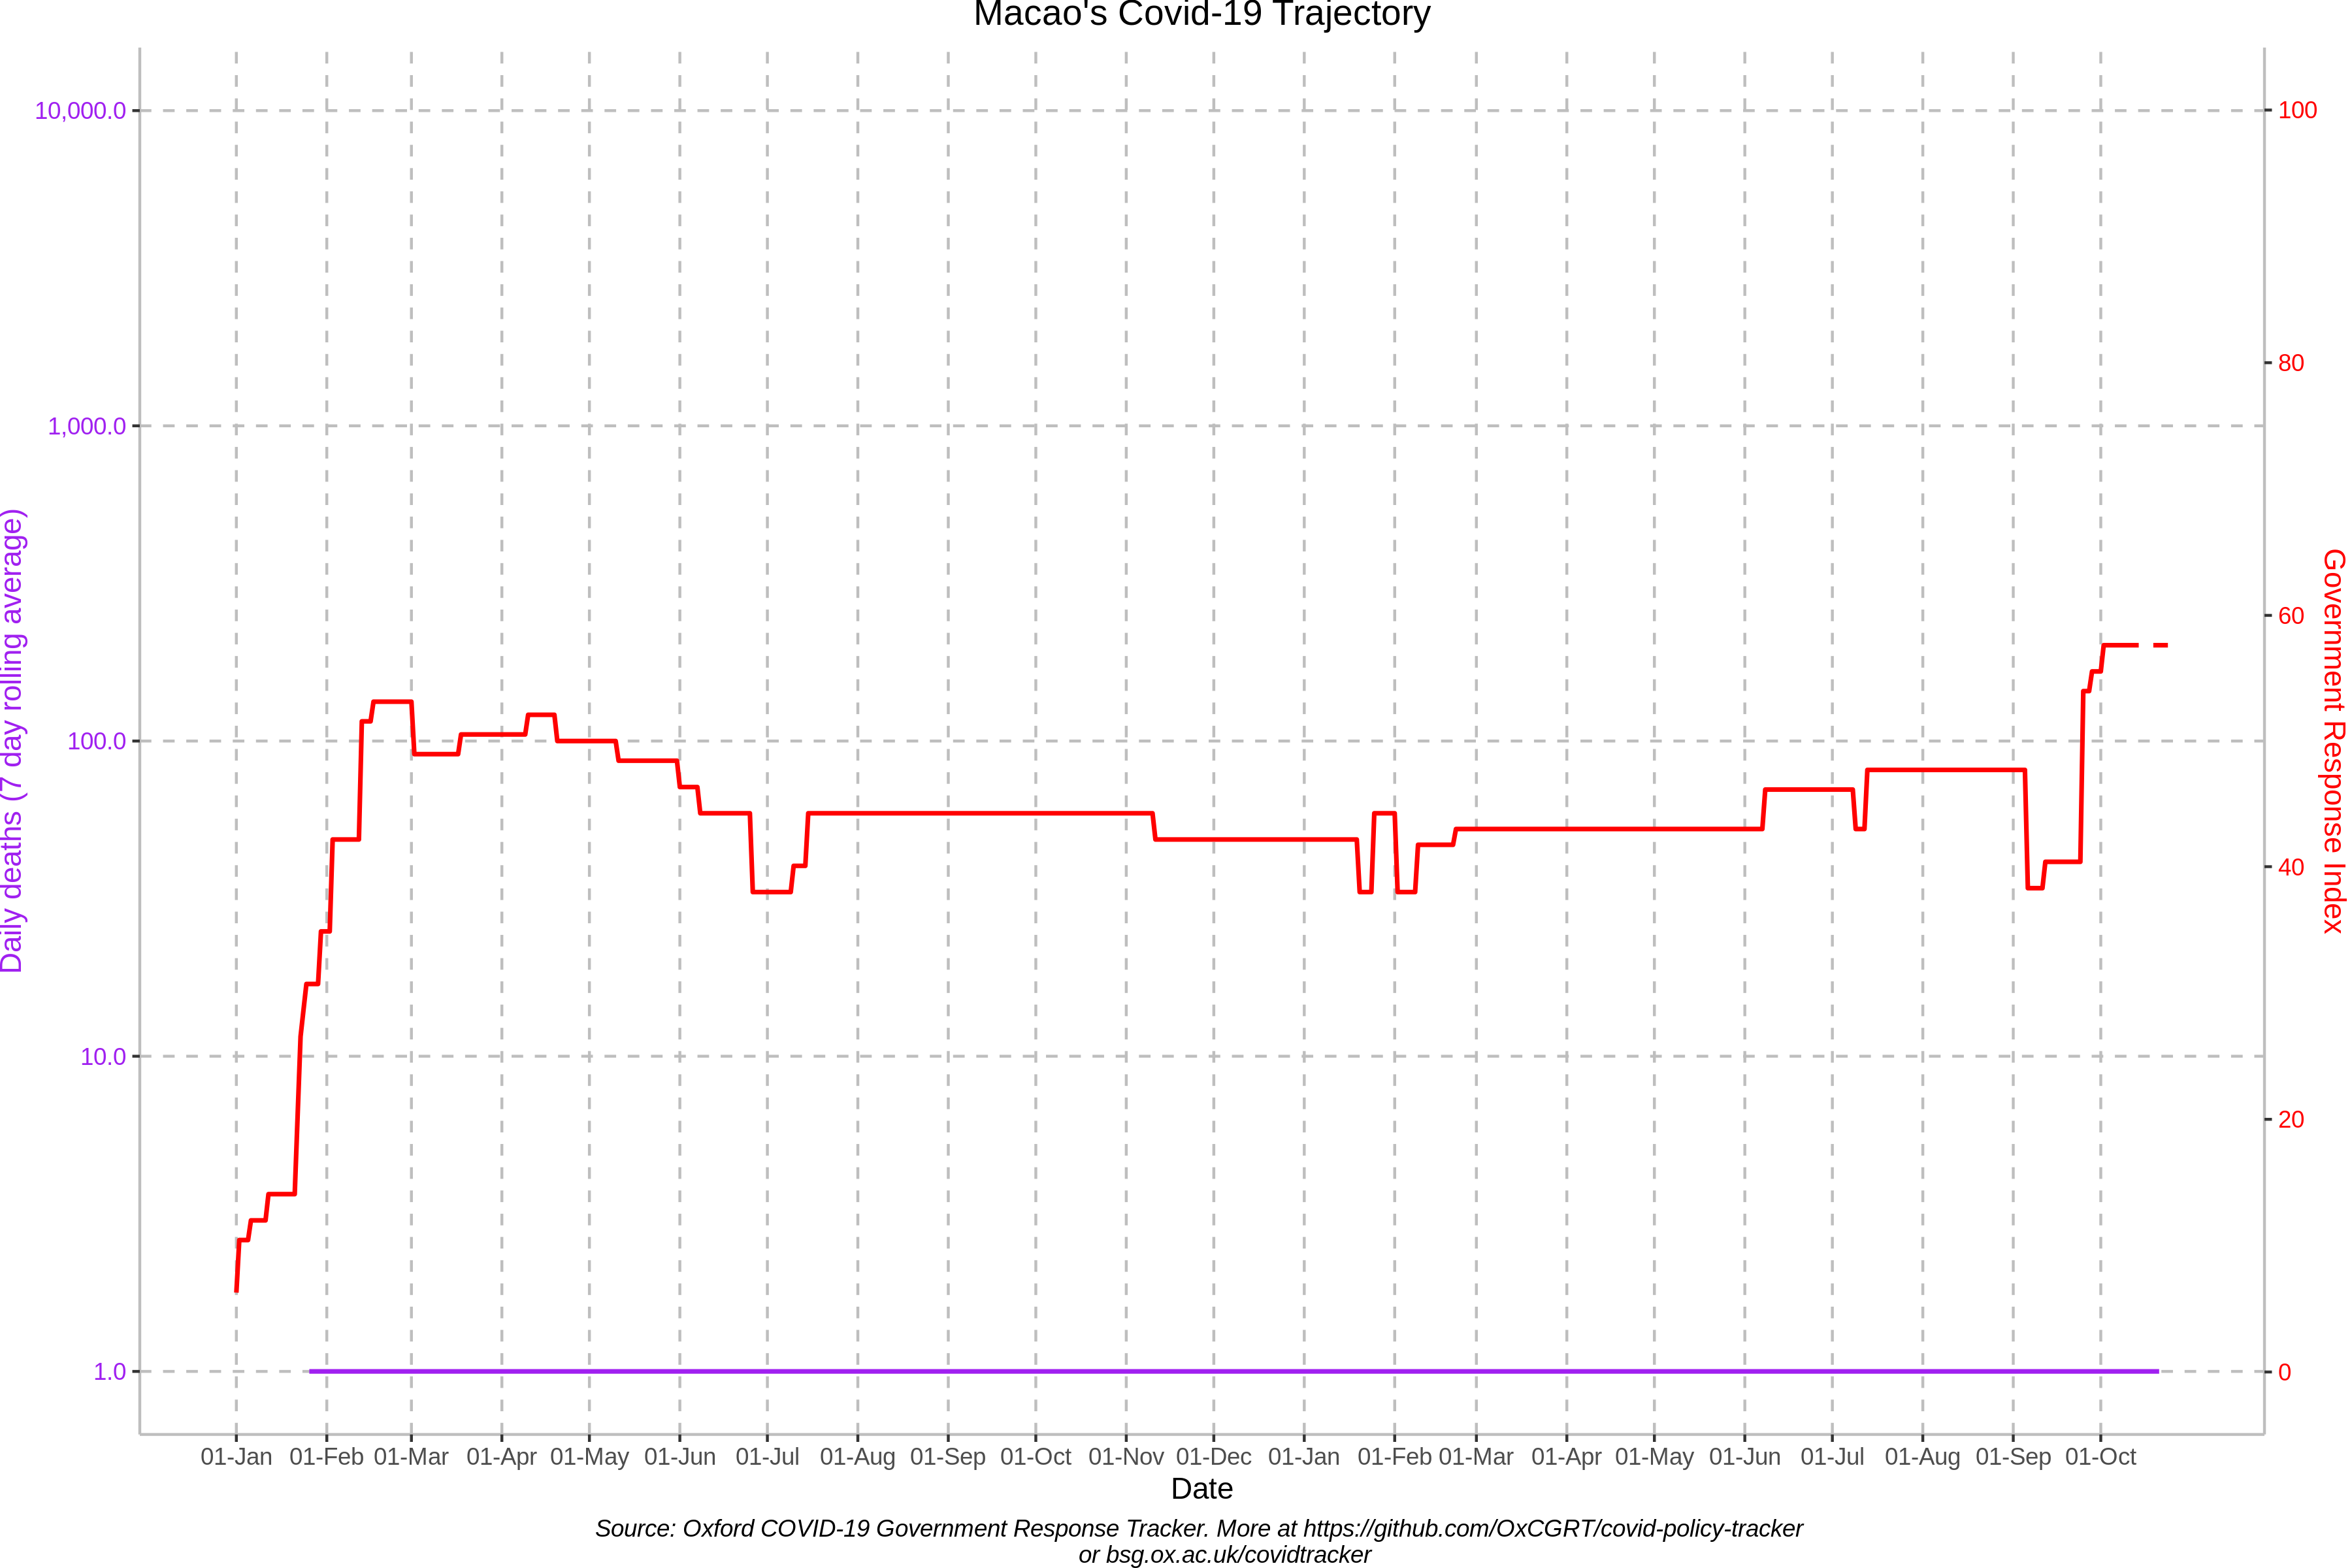 Macao's Covid-19 Trajectory
10,000.0
1,000.0
100.0
10.0
1.0
Daily deaths (7 day rolling average)
100
80
60
40
20
0
Government Response Index
01-Jan 01-Feb 01-Mar 01-Apr 01-May 01-Jun 01-Jul 01-Aug 01-Sep 01-Oct 01-Nov 01-Dec 01-Jan 01-Feb 01-Mar 01-Apr 01-May 01-Jun 01-Jul 01-Aug 01-Sep 01-Oct
Date
Source: Oxford COVID-19 Government Response Tracker. More at https://github.com/OxCGRT/covid-policy-tracker
or bsg.ox.ac.uk/covidtracker